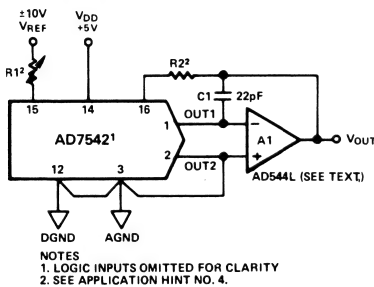 ±10V
VREF
VDD
+5V
R1²
R2²
C1 22pF
15
14
16
OUT1
1
AD7542¹
2
OUT2
−
A1
+
VOUT
AD544L (SEE TEXT,)
12
3
DGND
AGND
NOTES
1. LOGIC INPUTS OMITTED FOR CLARITY
2. SEE APPLICATION HINT NO. 4.